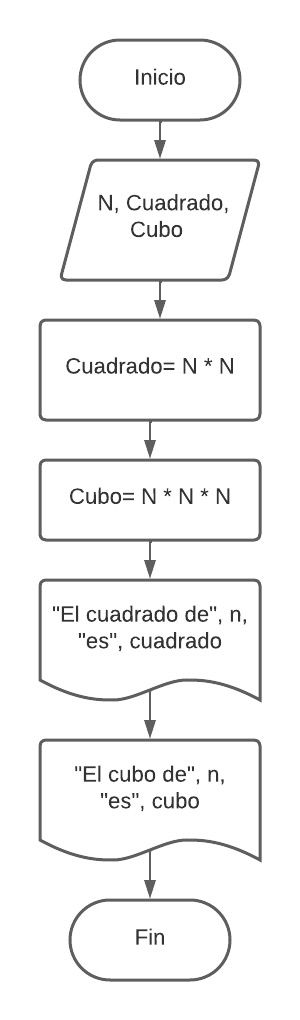 Inicio
N, Cuadrado,
Cubo
Cuadrado= N * N
Cubo= N * N * N
"El cuadrado de", n,
"es", cuadrado
"El cubo de", n,
"es", cubo
Fin